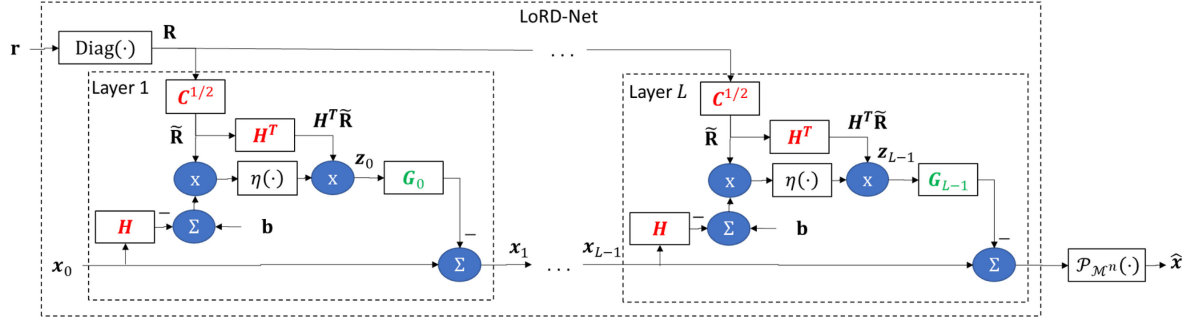 LoRD-Net
r
Diag(·)
R
. . .
Layer 1
C^{1/2}
R̃
H^T
H^T R̃
x
η(·)
x
z_0
G_0
H
−
Σ
b
−
x_0
Σ
x_1
. . .
Layer L
C^{1/2}
R̃
H^T
H^T R̃
x
η(·)
x
z_{L−1}
G_{L−1}
H
−
Σ
b
−
x_{L−1}
Σ
𝒫_{ℳ^n}(·)
x̂